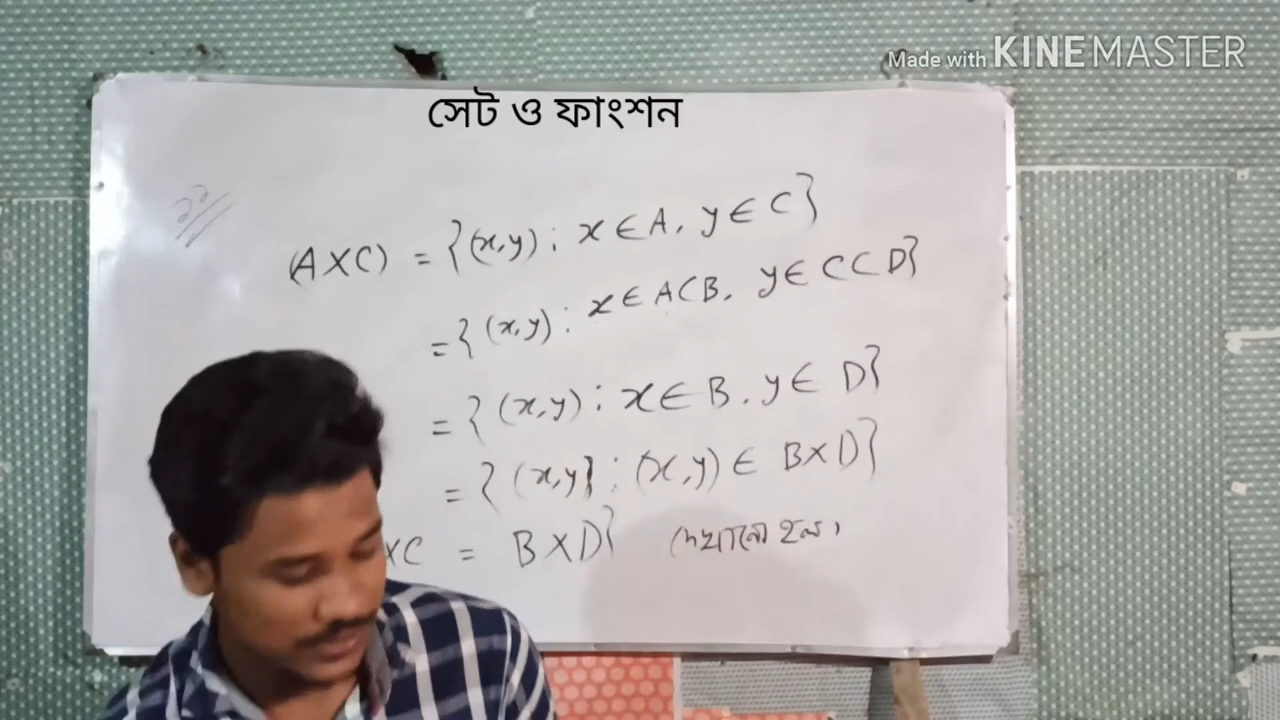 Made with KINEMASTER
সেট ও ফাংশন
(A×C) = {(x,y) : x ∈ A, y ∈ C}
= {(x,y) : x ∈ A⊂B, y ∈ C⊂D}
= {(x,y) : x ∈ B, y ∈ D}
= {(x,y} : (x,y) ∈ B×D}
×C = B×D} দেখানো হল।